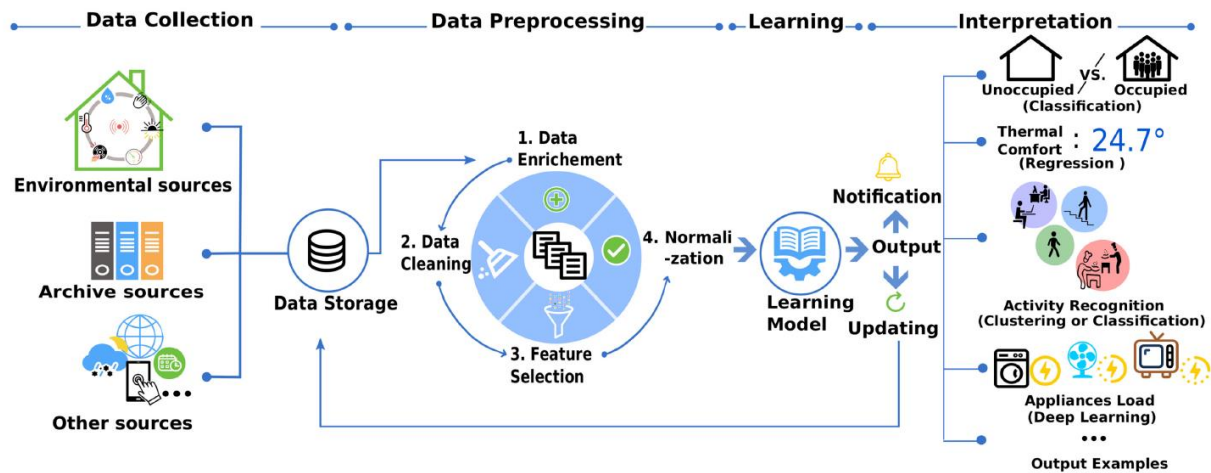 Data Collection
Data Preprocessing
Learning
Interpretation
Environmental sources
Archive sources
Other sources
Data Storage
1. Data
Enrichement
2. Data
Cleaning
3. Feature
Selection
4. Normali
-zation
Learning
Model
Notification
Output
Updating
Unoccupied
vs.
Occupied
(Classification)
Thermal
Comfort
:
24.7°
(Regression )
Activity Recognition
(Clustering or Classification)
Appliances Load
(Deep Learning)
...
Output Examples